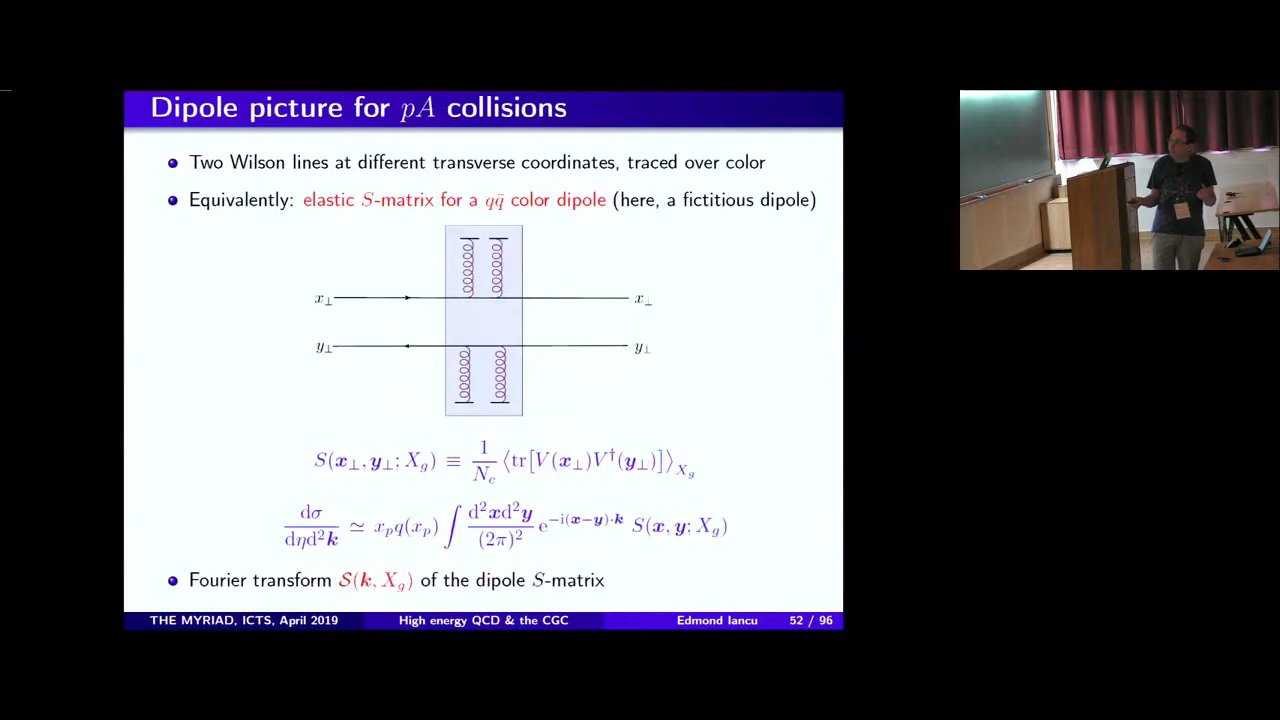 Dipole picture for pA collisions
Two Wilson lines at different transverse coordinates, traced over color
Equivalently: elastic S-matrix for a qq̄ color dipole (here, a fictitious dipole)
x⊥ x⊥
y⊥ y⊥
S(x⊥, y⊥; X_g) ≡ 1/N_c ⟨tr[V(x⊥)V†(y⊥)]⟩_{X_g}
dσ/dηd²k ≃ x_p q(x_p) ∫ d²x d²y/(2π)² e^{−i(x−y)·k} S(x, y; X_g)
Fourier transform S(k, X_g) of the dipole S-matrix
THE MYRIAD, ICTS, April 2019 High energy QCD & the CGC Edmond Iancu 52 / 96